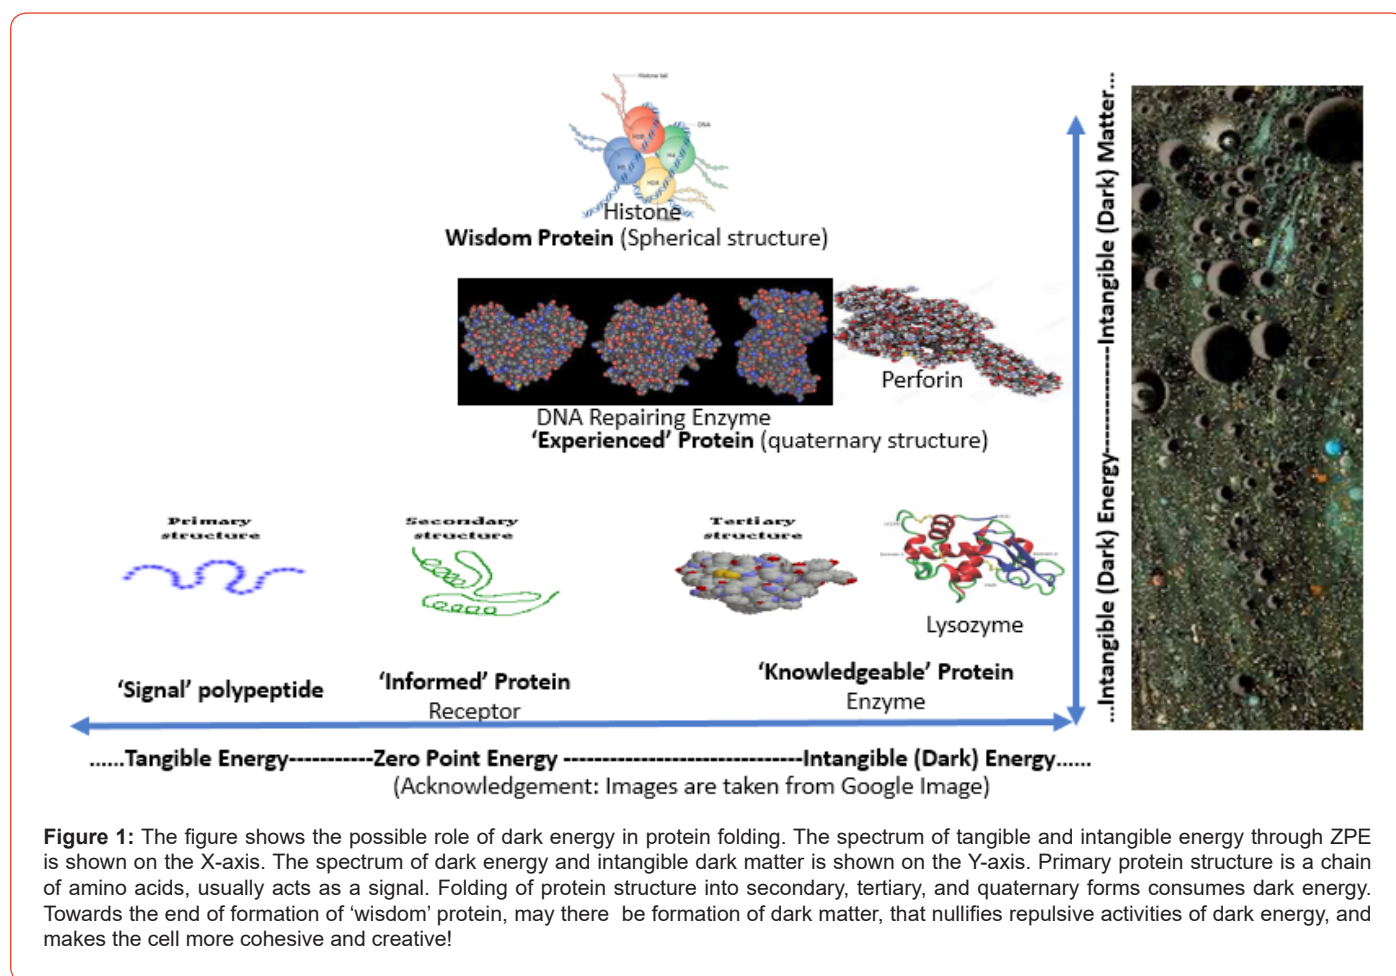 Histone tail
DNA
H2B
H4
H3
H2A
Histone
Wisdom Protein (Spherical structure)
Perforin
DNA Repairing Enzyme
‘Experienced’ Protein (quaternary structure)
Primary
structure
Secondary
structure
Tertiary
structure
Lysozyme
‘Signal’ polypeptide
‘Informed’ Protein
Receptor
‘Knowledgeable’ Protein
Enzyme
...Intangible (Dark) Energy------------Intangible (Dark) Matter...
......Tangible Energy-----------Zero Point Energy -------------------------------Intangible (Dark) Energy......
(Acknowledgement: Images are taken from Google Image)
Figure 1: The figure shows the possible role of dark energy in protein folding. The spectrum of tangible and intangible energy through ZPE
is shown on the X-axis. The spectrum of dark energy and intangible dark matter is shown on the Y-axis. Primary protein structure is a chain
of amino acids, usually acts as a signal. Folding of protein structure into secondary, tertiary, and quaternary forms consumes dark energy.
Towards the end of formation of ‘wisdom’ protein, may there be formation of dark matter, that nullifies repulsive activities of dark energy, and
makes the cell more cohesive and creative!